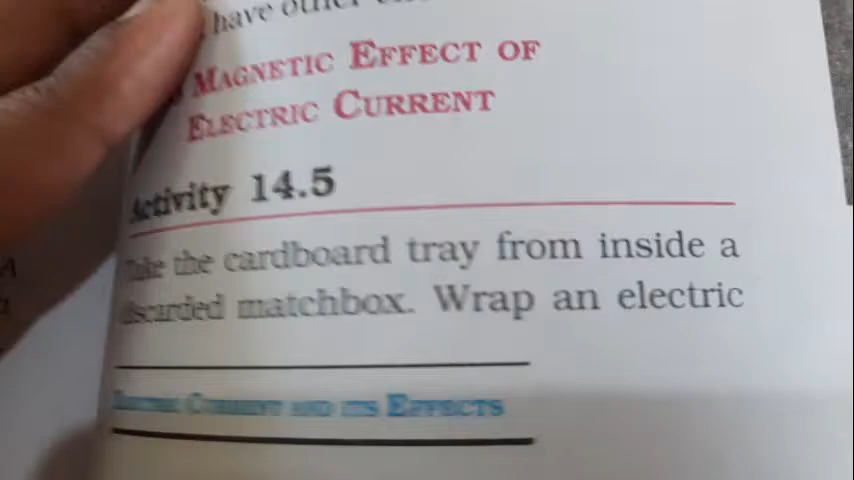 have other
MAGNETIC EFFECT OF
ELECTRIC CURRENT
Activity 14.5
Take the cardboard tray from inside a
discarded matchbox. Wrap an electric
ELECTRIC CURRENT AND ITS EFFECTS